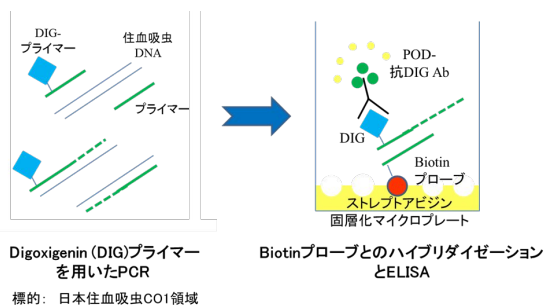 DIG-
プライマー
住血吸虫
DNA
プライマー
Digoxigenin (DIG)プライマー
を用いたPCR
標的： 日本住血吸虫CO1領域
POD-
抗DIG Ab
DIG
Biotin
プローブ
ストレプトアビジン
固層化マイクロプレート
Biotinプローブとのハイブリダイゼーション
とELISA